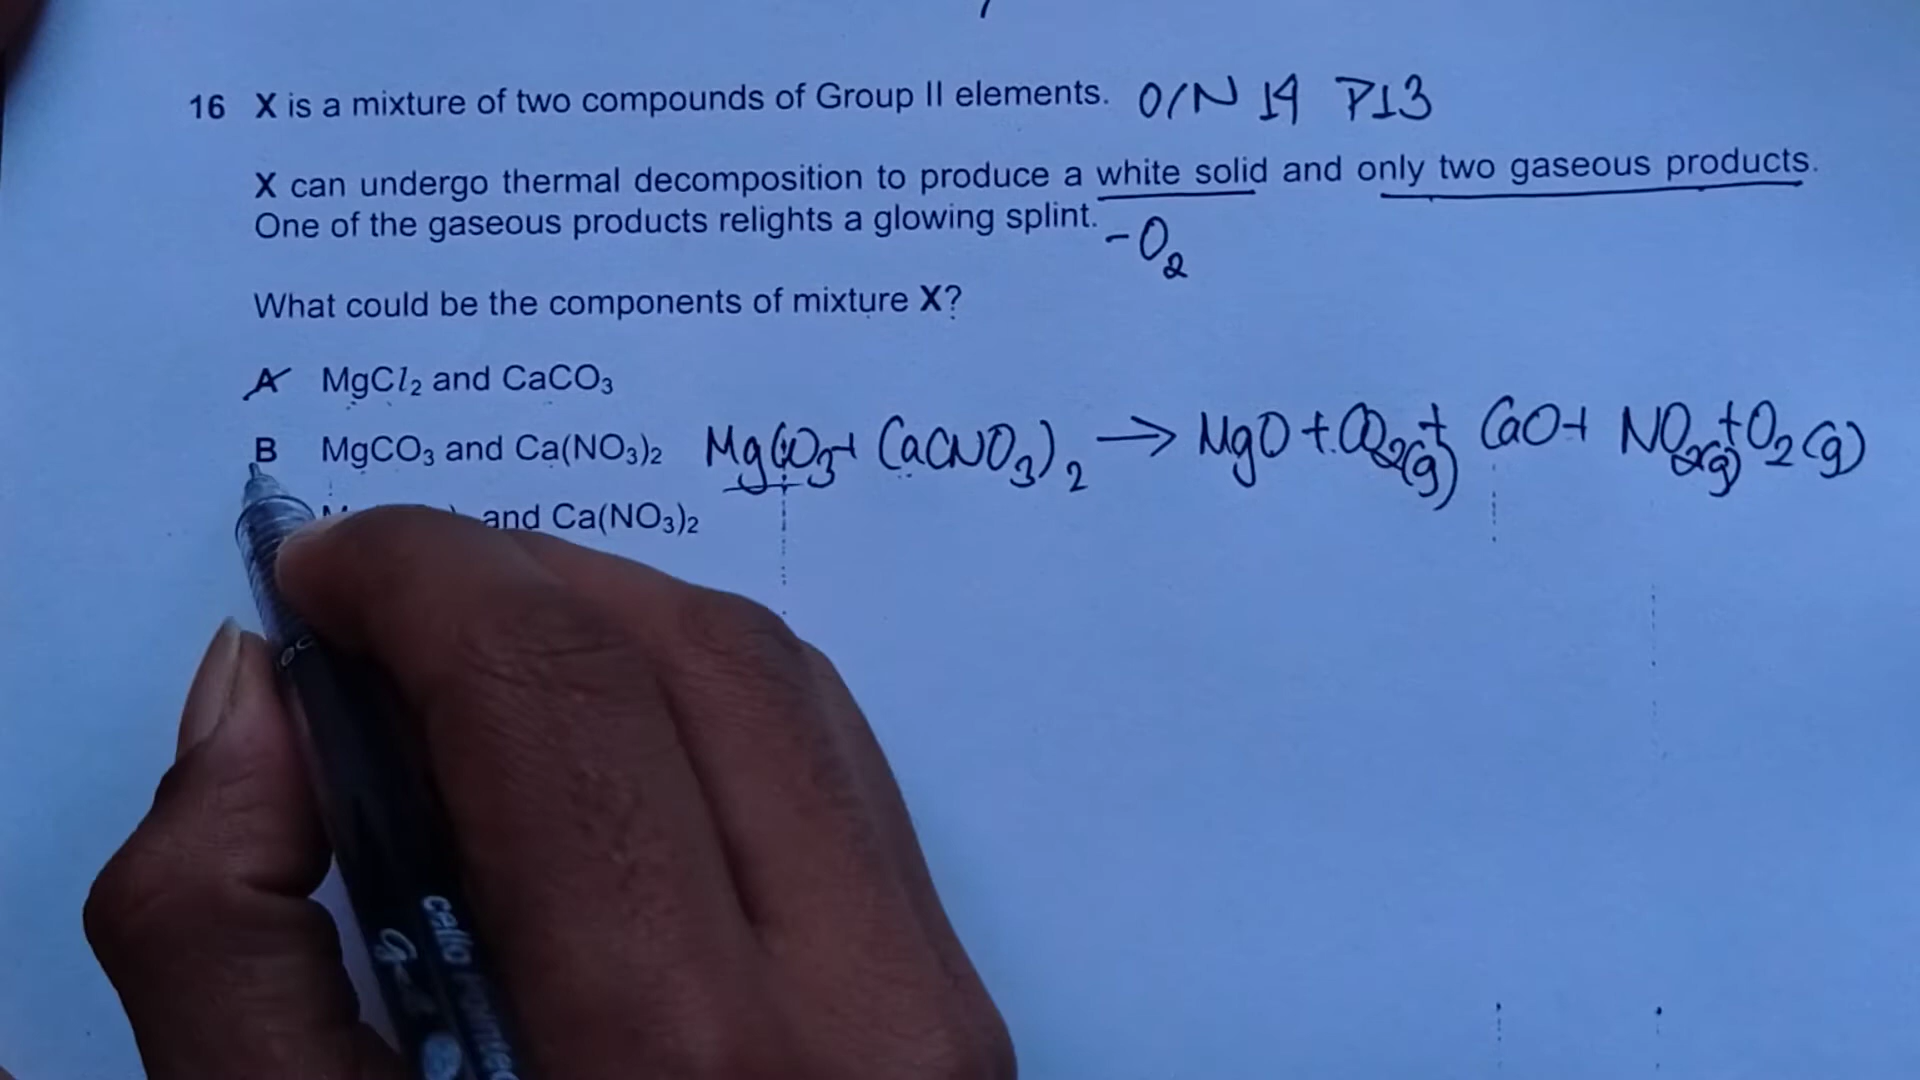 16 X is a mixture of two compounds of Group II elements. O/N 19 P13
X can undergo thermal decomposition to produce a white solid and only two gaseous products.
One of the gaseous products relights a glowing splint. - O2
What could be the components of mixture X?
A MgCl2 and CaCO3
B MgCO3 and Ca(NO3)2 MgCO3 + Ca(NO3)2 → MgO + CO2(g) + CaO + NO2(g) + O2(g)
and Ca(NO3)2
cello